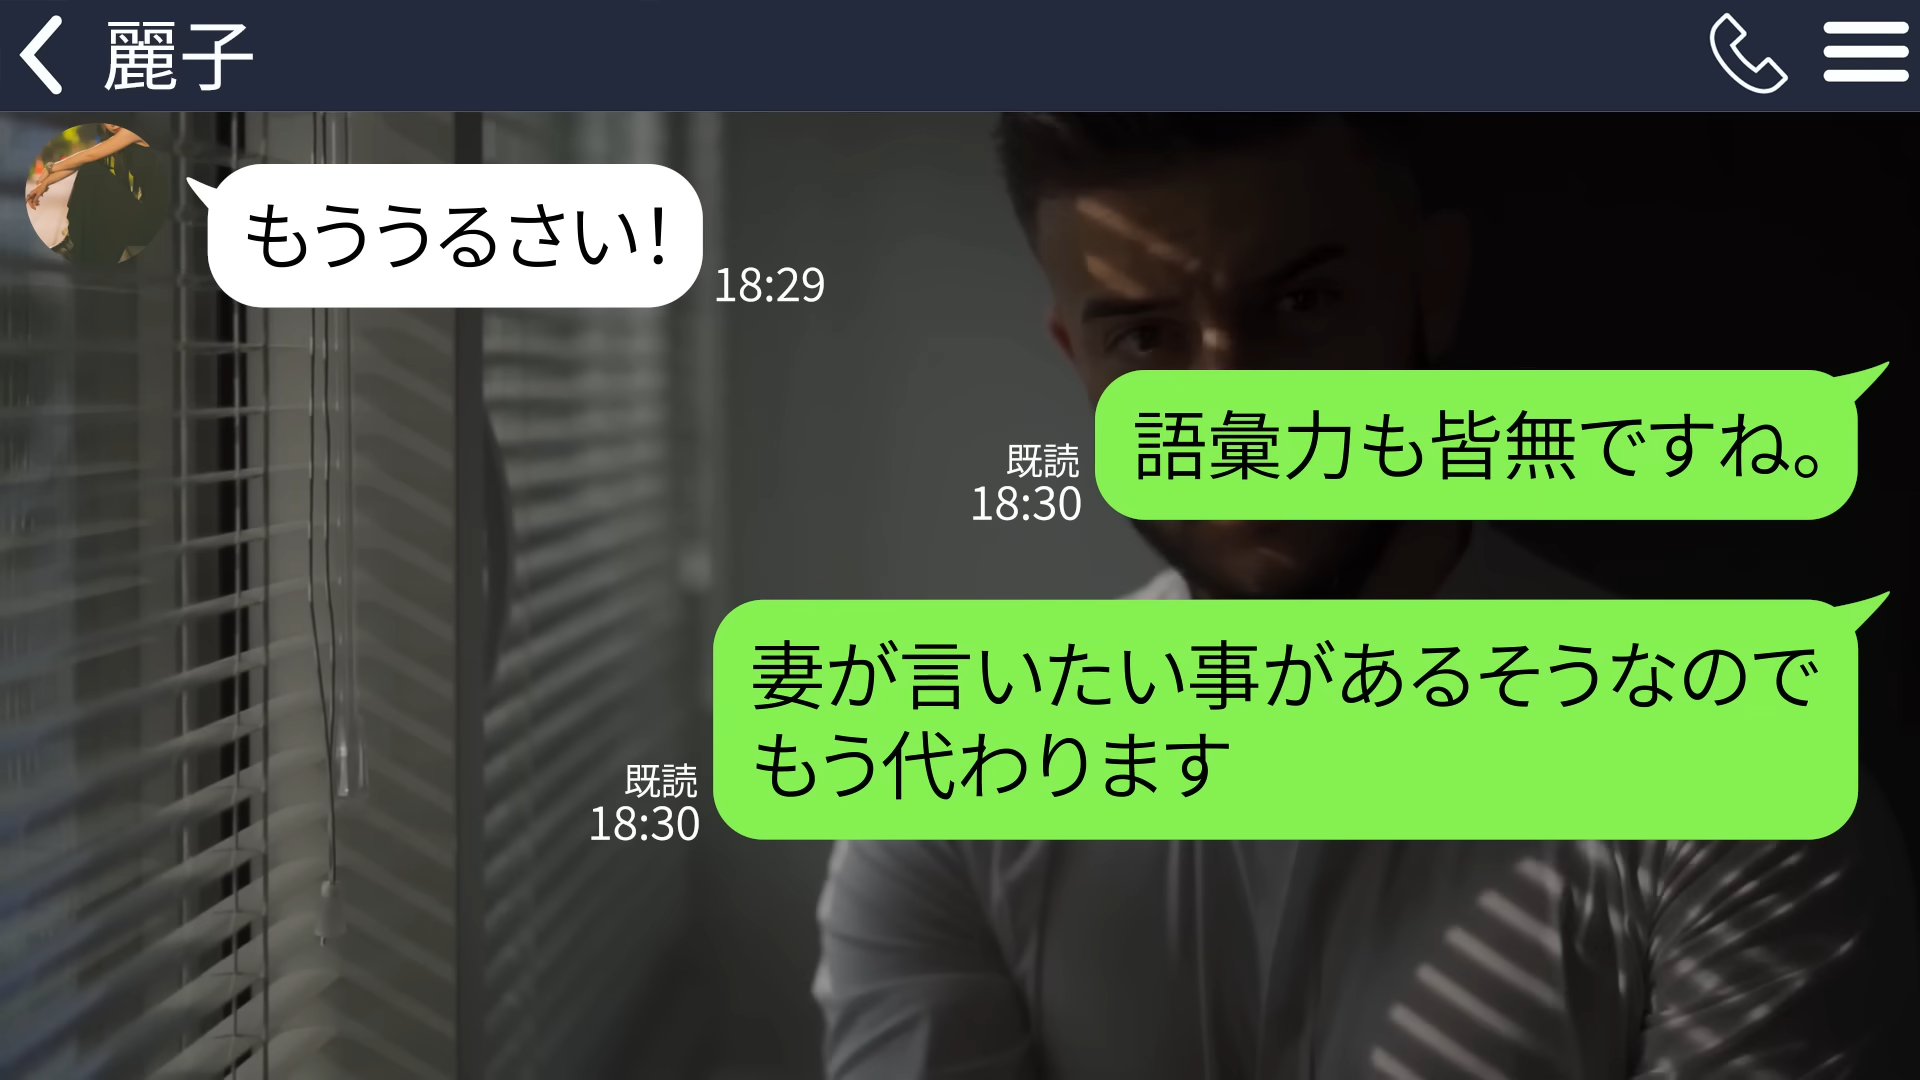 麗子
もううるさい!
18:29
語彙力も皆無ですね。
既読
18:30
妻が言いたい事があるそうなので
もう代わります
既読
18:30